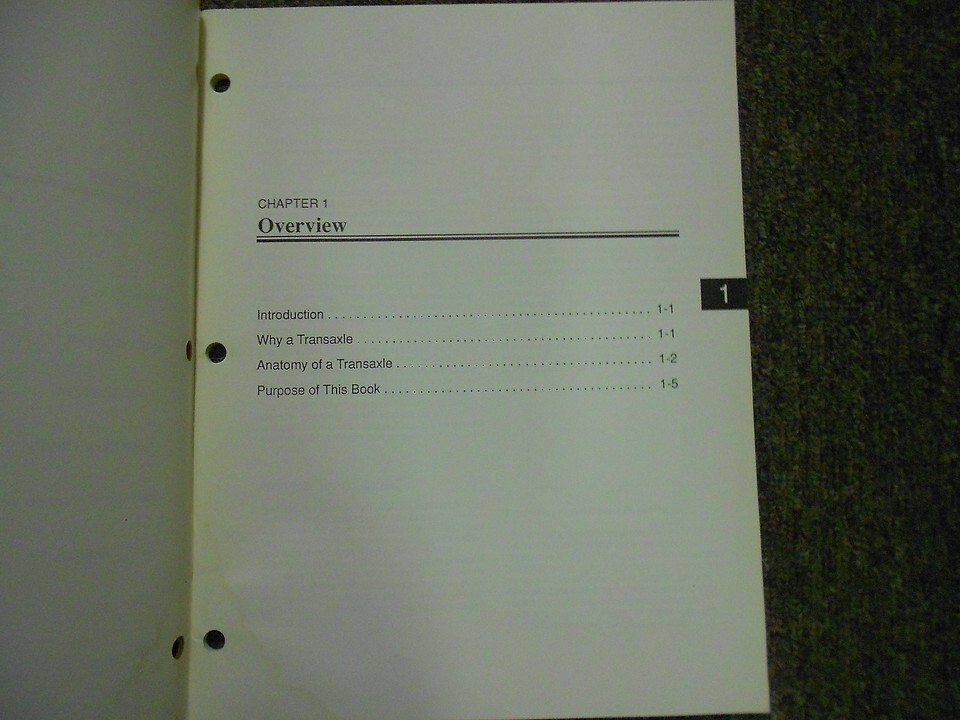 CHAPTER 1
Overview
1
Introduction . . . . . . . . . . . . . . . . . . . . . . . . . . . . . . . . . . . . . . . . . . . . . . 1-1
Why a Transaxle . . . . . . . . . . . . . . . . . . . . . . . . . . . . . . . . . . . . . . . . . . 1-1
Anatomy of a Transaxle . . . . . . . . . . . . . . . . . . . . . . . . . . . . . . . . . . . . 1-2
Purpose of This Book . . . . . . . . . . . . . . . . . . . . . . . . . . . . . . . . . . . . . . 1-5